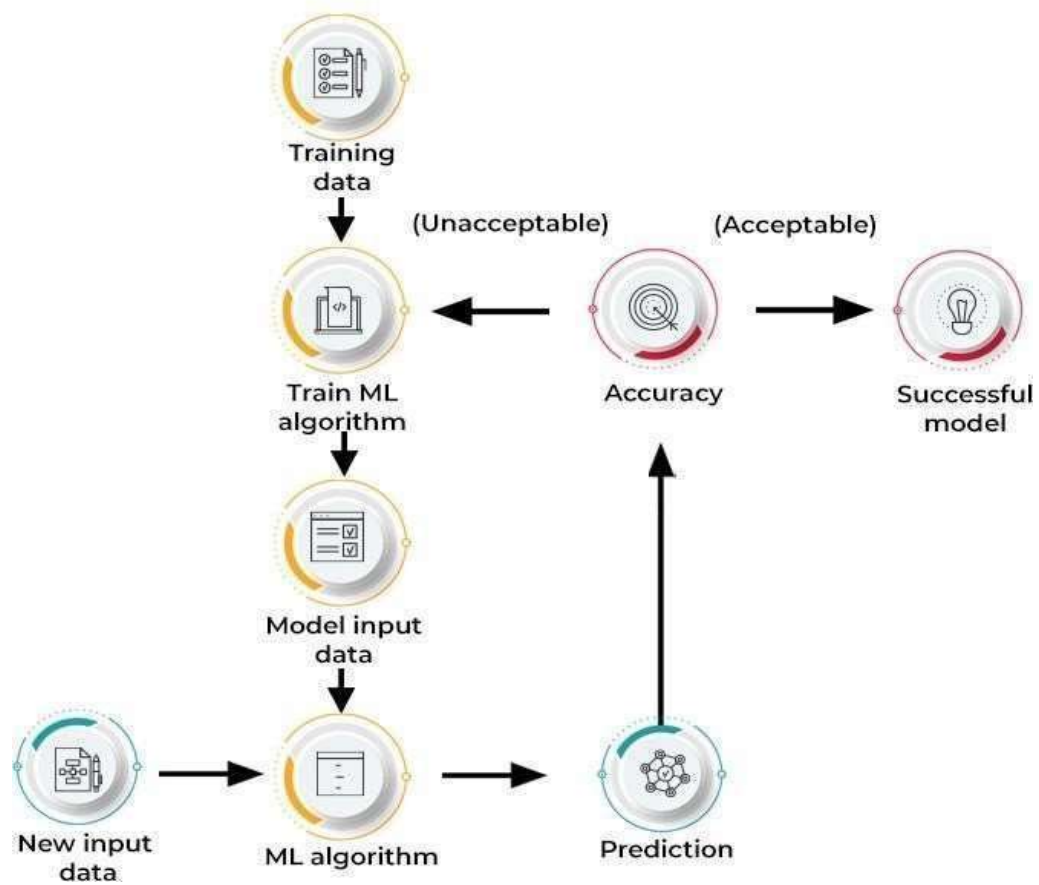 Training
data
(Unacceptable)
(Acceptable)
Train ML
algorithm
Accuracy
Successful
model
Model input
data
New input
data
ML algorithm
Prediction